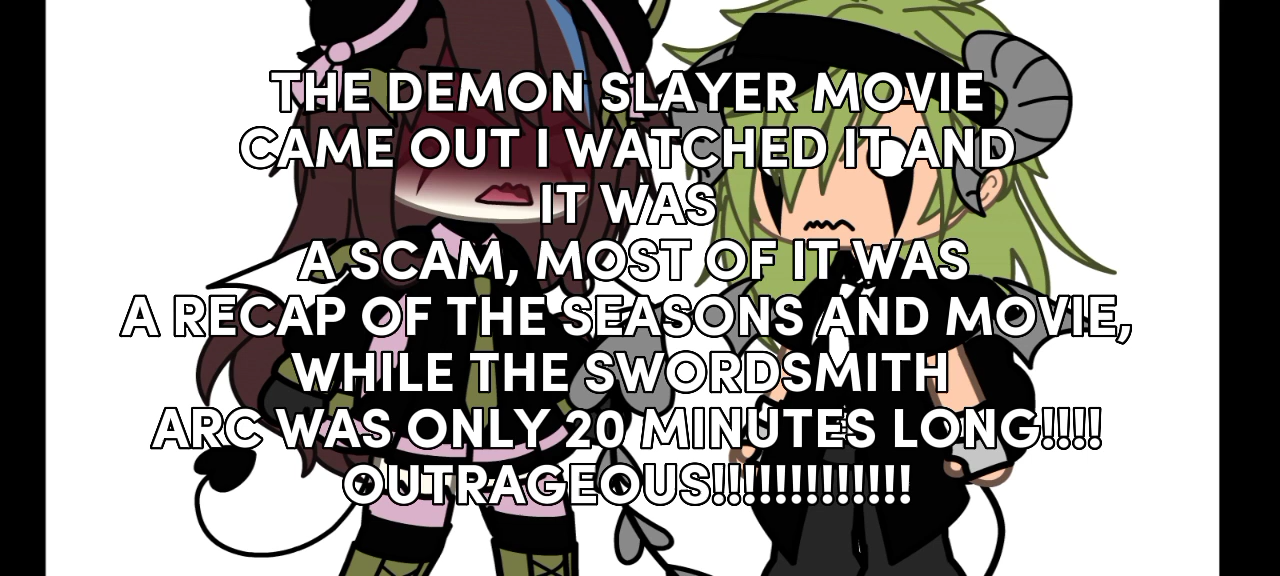 THE DEMON SLAYER MOVIE
CAME OUT I WATCHED IT AND
IT WAS
A SCAM, MOST OF IT WAS
A RECAP OF THE SEASONS AND MOVIE,
WHILE THE SWORDSMITH
ARC WAS ONLY 20 MINUTES LONG!!!!
OUTRAGEOUS!!!!!!!!!!!!!